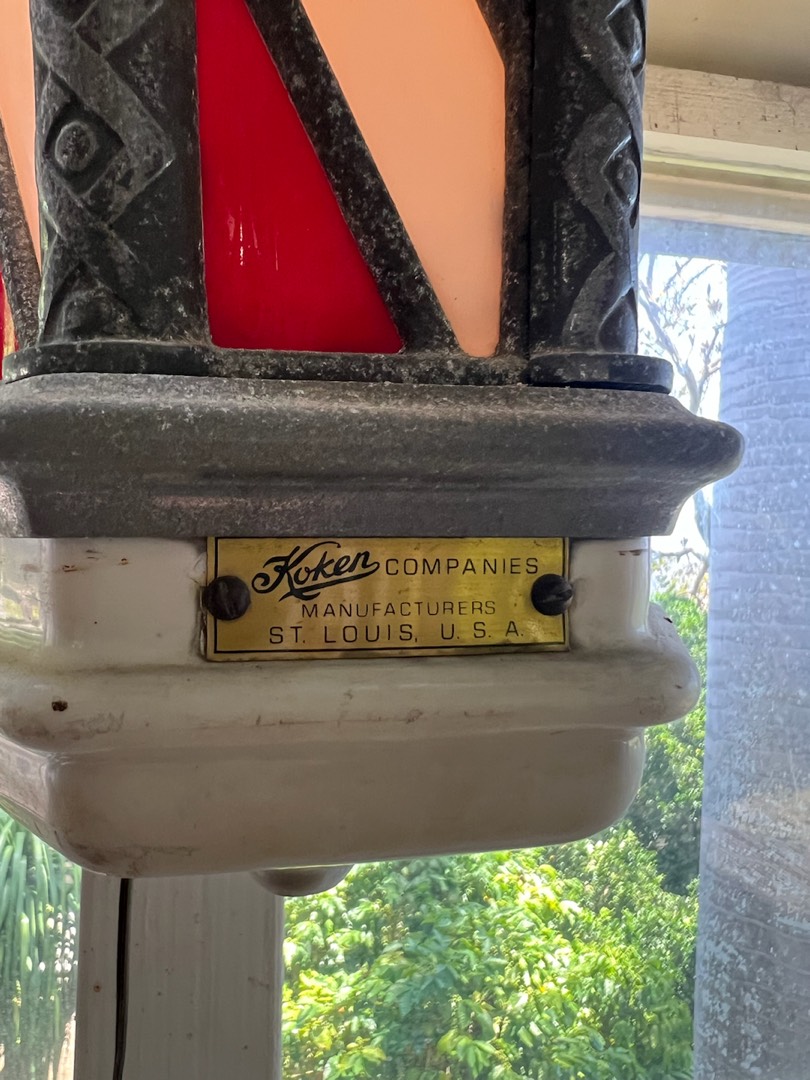 Koken COMPANIES
MANUFACTURERS
ST. LOUIS, U. S. A.